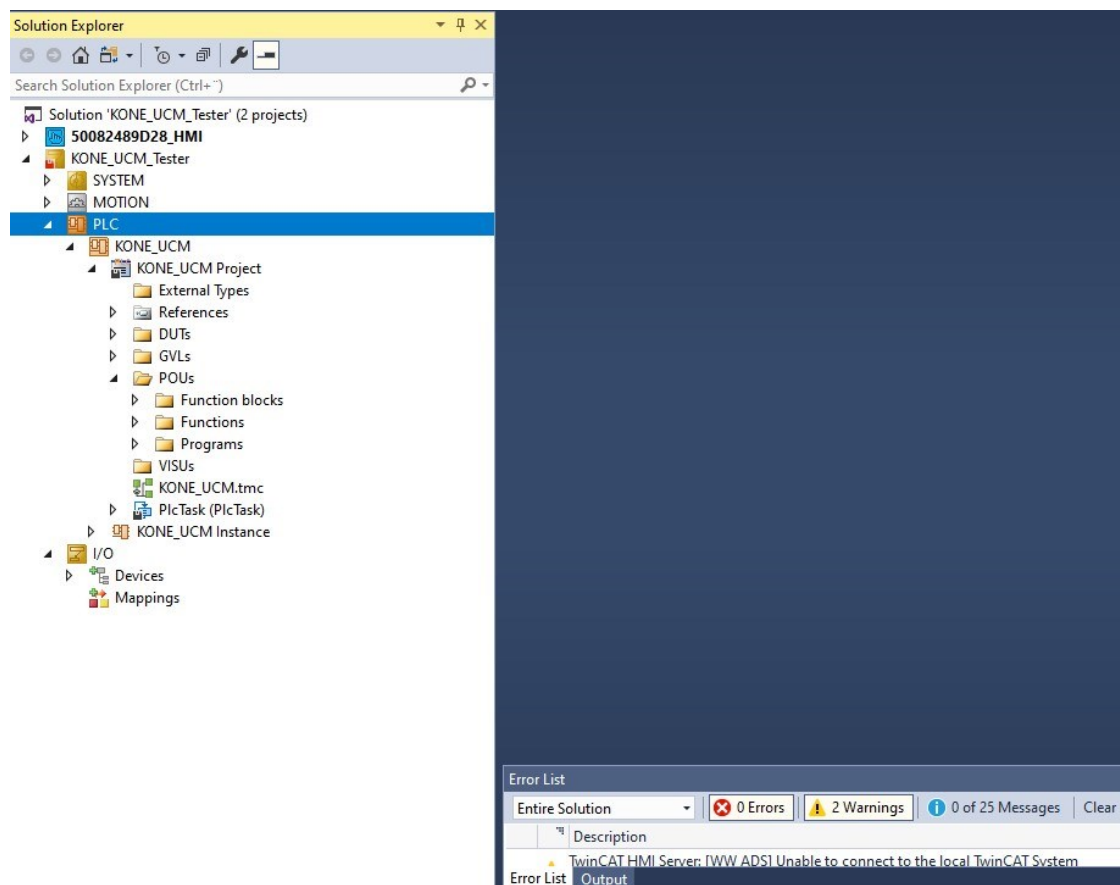 Solution Explorer
Search Solution Explorer (Ctrl+¨)
Solution 'KONE_UCM_Tester' (2 projects)
50082489D28_HMI
KONE_UCM_Tester
SYSTEM
MOTION
PLC
KONE_UCM
KONE_UCM Project
External Types
References
DUTs
GVLs
POUs
Function blocks
Functions
Programs
VISUs
KONE_UCM.tmc
PlcTask (PlcTask)
KONE_UCM Instance
I/O
Devices
Mappings
Error List
Entire Solution 0 Errors 2 Warnings 0 of 25 Messages Clear
Description
TwinCAT HMI Server: [WW ADS] Unable to connect to the local TwinCAT System
Error List Output